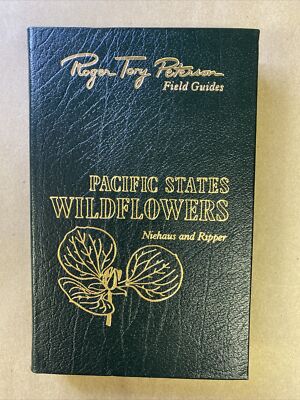 Roger Tory Peterson
Field Guides
PACIFIC STATES
WILDFLOWERS
Niehaus and Ripper